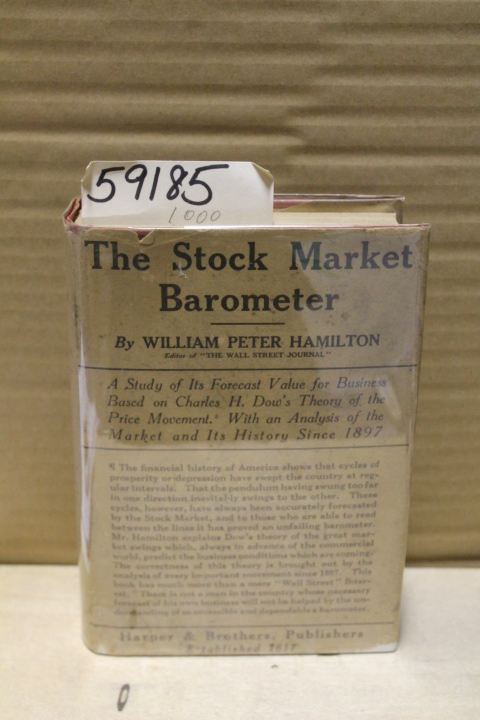 59185
1000
The Stock Market
Barometer
By WILLIAM PETER HAMILTON
Editor of "THE WALL STREET JOURNAL"
A Study of Its Forecast Value for Business
Based on Charles H. Dow's Theory of the
Price Movement. With an Analysis of the
Market and Its History Since 1897
¶ The financial history of America shows that cycles of
prosperity or depression have swept the country at reg-
ular intervals. That the pendulum having swung too far
in one direction inevitably swings to the other. These
cycles, however, have always been accurately forecasted
by the Stock Market, and to those who are able to read
between the lines it has proved an unfailing barometer.
Mr. Hamilton explains Dow's theory of the great mar-
ket swings which, always in advance of the commercial
world, predict the business conditions which are coming.
The correctness of this theory is brought out by the
analysis of every important movement since 1897. This
book has much more than a mere "Wall Street" inter-
est. There is not a man in the country whose necessary
forecast of his own business will not be helped by the un-
derstanding of so accessible and dependable a barometer.
Harper & Brothers, Publishers
Established 1817
0